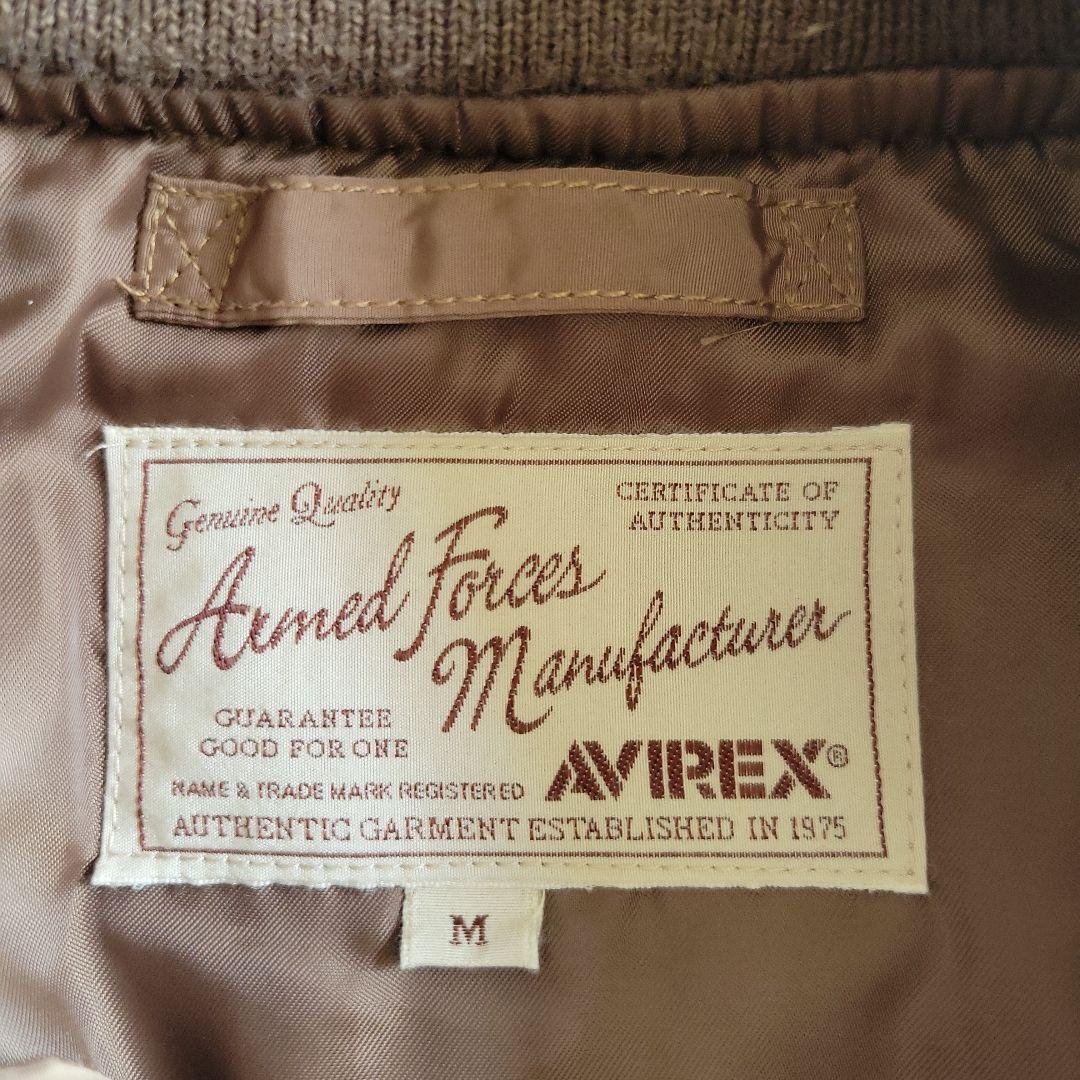 Genuine Quality
CERTIFICATE OF
AUTHENTICITY
Armed Forces
Manufacturer
GUARANTEE
GOOD FOR ONE
AVIREX®
NAME & TRADE MARK REGISTERED
AUTHENTIC GARMENT ESTABLISHED IN 1975
M